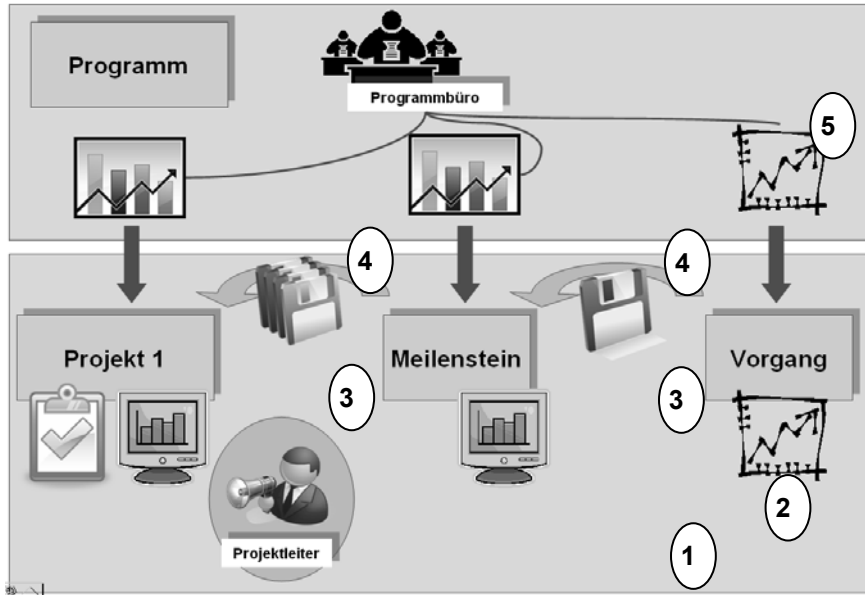 Programm
Programmbüro
5
4
4
Projekt 1
Meilenstein
Vorgang
3
3
2
Projektleiter
1